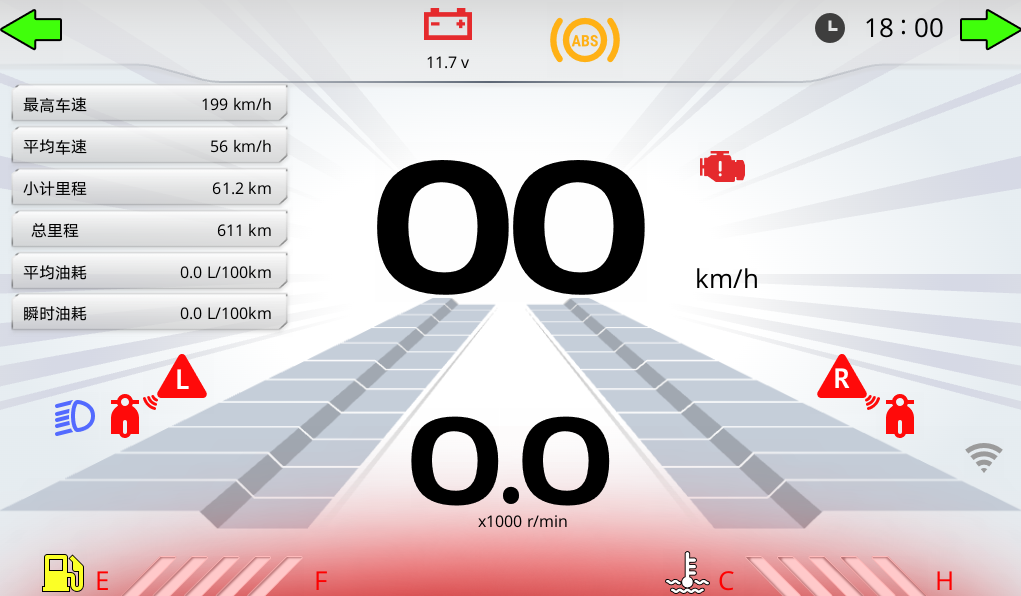 11.7 v
ABS
18:00
最高车速 199 km/h
平均车速 56 km/h
小计里程 61.2 km
总里程 611 km
平均油耗 0.0 L/100km
瞬时油耗 0.0 L/100km
00
km/h
L
R
0.0
x1000 r/min
E F
C H